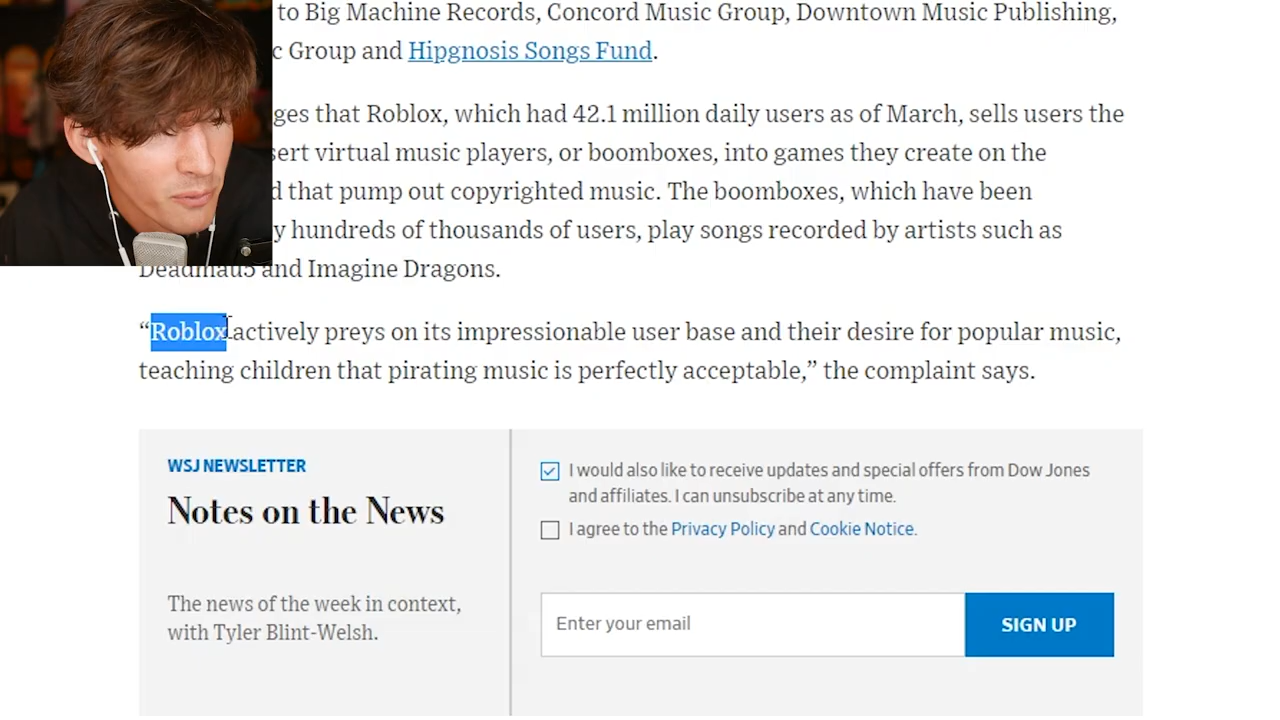 to Big Machine Records, Concord Music Group, Downtown Music Publishing,
c Group and Hipgnosis Songs Fund.
ges that Roblox, which had 42.1 million daily users as of March, sells users the
sert virtual music players, or boomboxes, into games they create on the
d that pump out copyrighted music. The boomboxes, which have been
y hundreds of thousands of users, play songs recorded by artists such as
Deadmau5 and Imagine Dragons.
“Roblox actively preys on its impressionable user base and their desire for popular music,
teaching children that pirating music is perfectly acceptable,” the complaint says.
WSJ NEWSLETTER
Notes on the News
The news of the week in context,
with Tyler Blint-Welsh.
I would also like to receive updates and special offers from Dow Jones
and affiliates. I can unsubscribe at any time.
I agree to the Privacy Policy and Cookie Notice.
Enter your email
SIGN UP